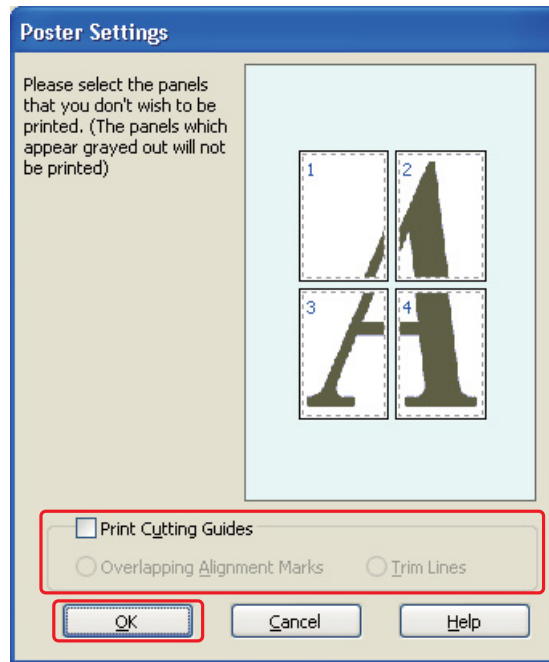 Poster Settings
Please select the panels
that you don't wish to be
printed. (The panels which
appear grayed out will not
be printed)
1 2
A
3 4
Print Cutting Guides
Overlapping Alignment Marks Trim Lines
OK Cancel Help